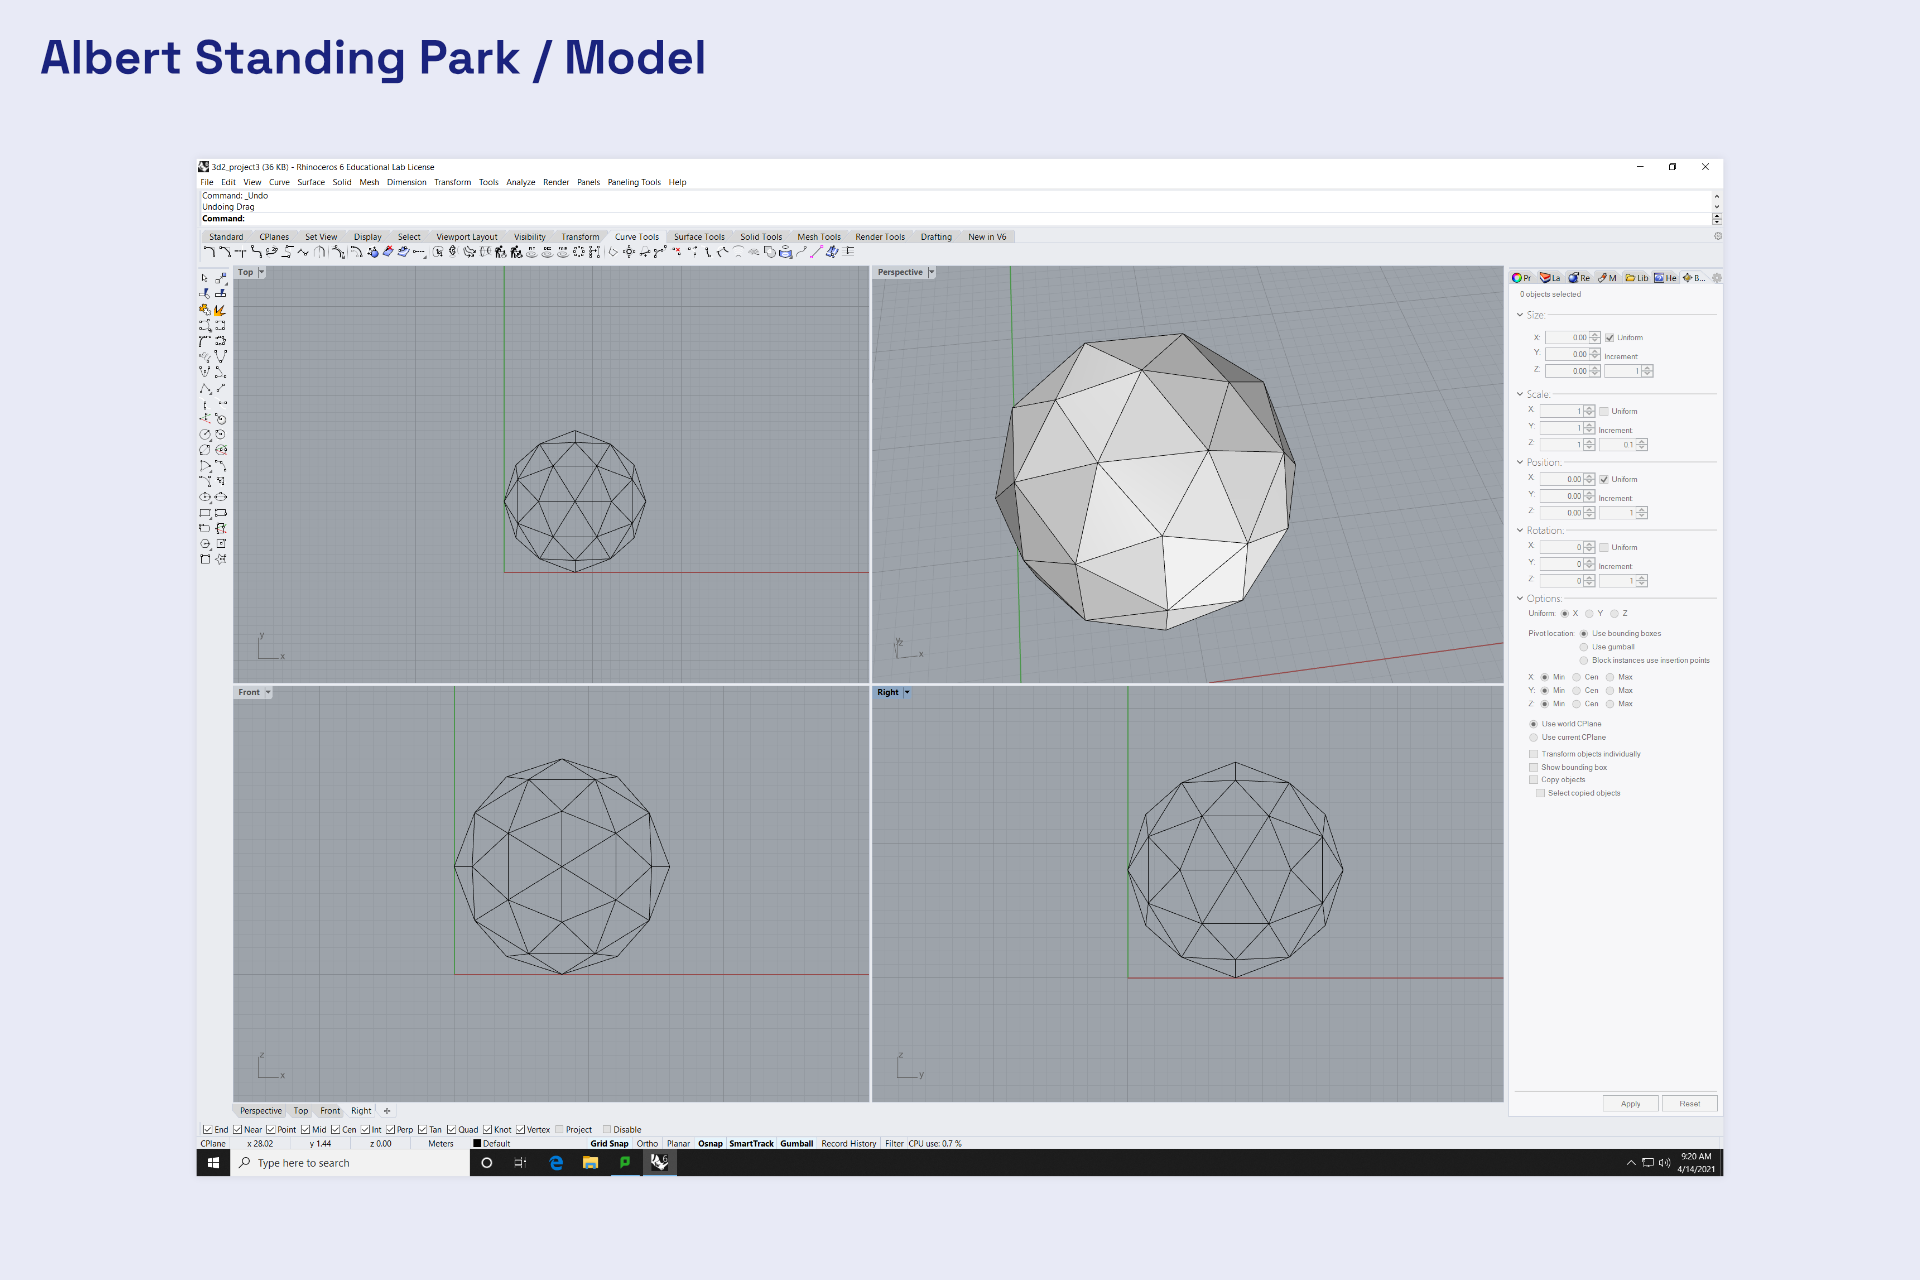 Albert Standing Park / Model
3d2_project3 (36 KB) - Rhinoceros 6 Educational Lab License
File Edit View Curve Surface Solid Mesh Dimension Transform Tools Analyze Render Panels Paneling Tools Help
Command: _Undo
Undoing Drag
Command:
Standard CPlanes Set View Display Select Viewport Layout Visibility Transform Curve Tools Surface Tools Solid Tools Mesh Tools Render Tools Drafting New in V6
Top
y
x
Perspective
x
Front
z
x
Right
z
y
Pr La Re M Lib He B...
0 objects selected
Size:
X: 0.00 Uniform
Y: 0.00 Increment
Z: 0.00 1
Scale:
X: 1 Uniform
Y: 1 Increment:
Z: 1 0.1
Position:
X: 0.00 Uniform
Y: 0.00 Increment:
Z: 0.00 1
Rotation:
X: 0 Uniform
Y: 0 Increment:
Z: 0 1
Options:
Uniform: X Y Z
Pivot location: Use bounding boxes
Use gumball
Block instances use insertion points
X: Min Cen Max
Y: Min Cen Max
Z: Min Cen Max
Use world CPlane
Use current CPlane
Transform objects individually
Show bounding box
Copy objects
Select copied objects
Apply Reset
Perspective Top Front Right
End Near Point Mid Cen Int Perp Tan Quad Knot Vertex Project Disable
CPlane x 28.02 y 1.44 z 0.00 Meters Default Grid Snap Ortho Planar Osnap SmartTrack Gumball Record History Filter CPU use: 0.7 %
Type here to search
9:20 AM
4/14/2021